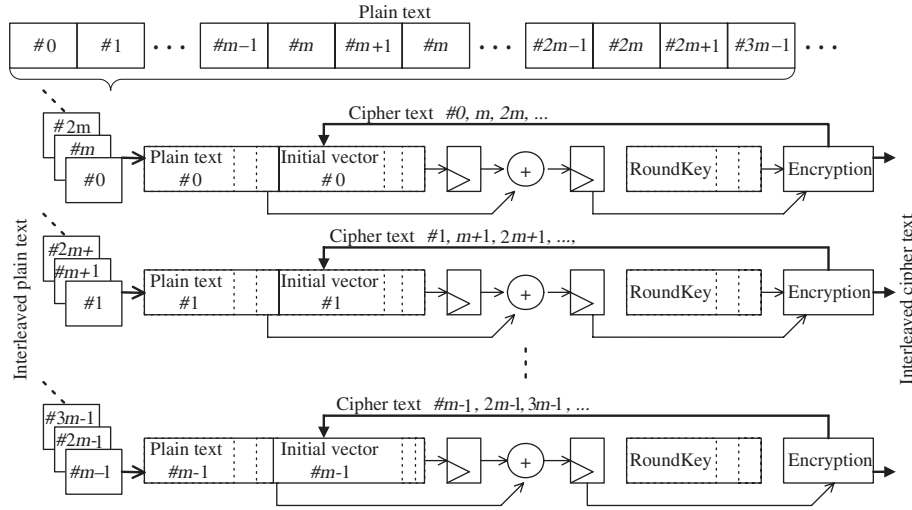 Plain text
#0 #1 ··· #m–1 #m #m+1 #m ··· #2m–1 #2m #2m+1 #3m–1 ···
Cipher text #0, m, 2m, ...
#2m
#m
#0
Plain text
#0
Initial vector
#0
+
RoundKey
Encryption
Interleaved plain text
Interleaved cipher text
Cipher text #1, m+1, 2m+1, ...,
#2m+
#m+1
#1
Plain text
#1
Initial vector
#1
+
RoundKey
Encryption
Cipher text #m-1, 2m-1, 3m-1, ...
#3m-1
#2m-1
#m–1
Plain text
#m-1
Initial vector
#m-1
+
RoundKey
Encryption